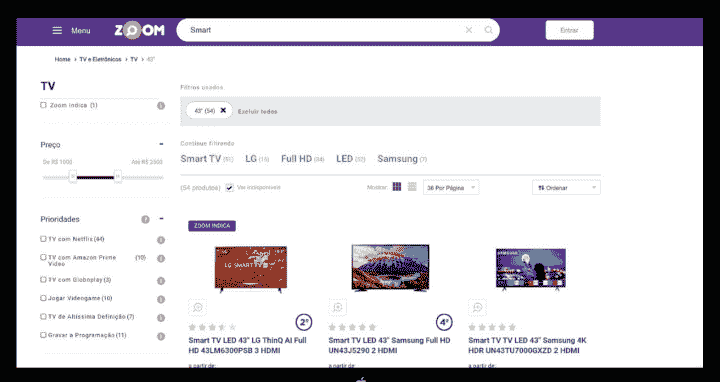 Menu
ZOOM
Smart
Entrar
Home › TV e Eletrônicos › TV › 43"
TV
Zoom indica (1)
Preço
De R$ 1000
Até R$ 2000
Prioridades
TV com Netflix (44)
TV com Amazon Prime Video (10)
TV com Globoplay (3)
Jogar Videogame (16)
TV de Altíssima Definição (7)
Gravar a Programação (11)
Filtros usados
43" (54) X
Excluir todos
Continue filtrando
Smart TV (51) LG (15) Full HD (34) LED (52) Samsung (7)
(54 produtos) Ver indisponíveis
Mostrar: 36 Por Página
Ordenar
ZOOM INDICA
LG SMART TV
SAMSUNG
2º
4º
Smart TV LED 43" LG ThinQ AI Full
HD 43LM6300PSB 3 HDMI
a partir de:
Smart TV LED 43" Samsung Full HD
UN43J5290 2 HDMI
a partir de:
Smart TV TV LED 43" Samsung 4K
HDR UN43TU7000GXZD 2 HDMI
a partir de: